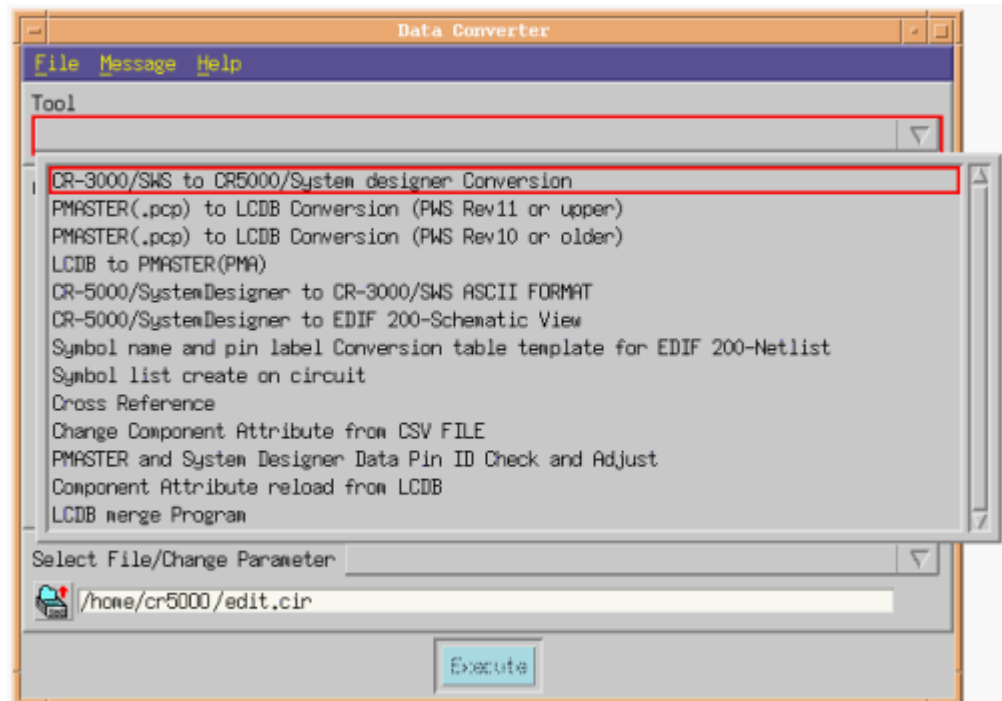 Data Converter
File Message Help
Tool
CR-3000/SWS to CR5000/System designer Conversion
PMASTER(.pcp) to LCDB Conversion (PWS Rev11 or upper)
PMASTER(.pcp) to LCDB Conversion (PWS Rev10 or older)
LCDB to PMASTER(PMA)
CR-5000/SystemDesigner to CR-3000/SWS ASCII FORMAT
CR-5000/SystemDesigner to EDIF 200-Schematic View
Symbol name and pin label Conversion table template for EDIF 200-Netlist
Symbol list create on circuit
Cross Reference
Change Component Attribute from CSV FILE
PMASTER and System Designer Data Pin ID Check and Adjust
Component Attribute reload from LCDB
LCDB merge Program
Select File/Change Parameter
/home/cr5000/edit.cir
Execute